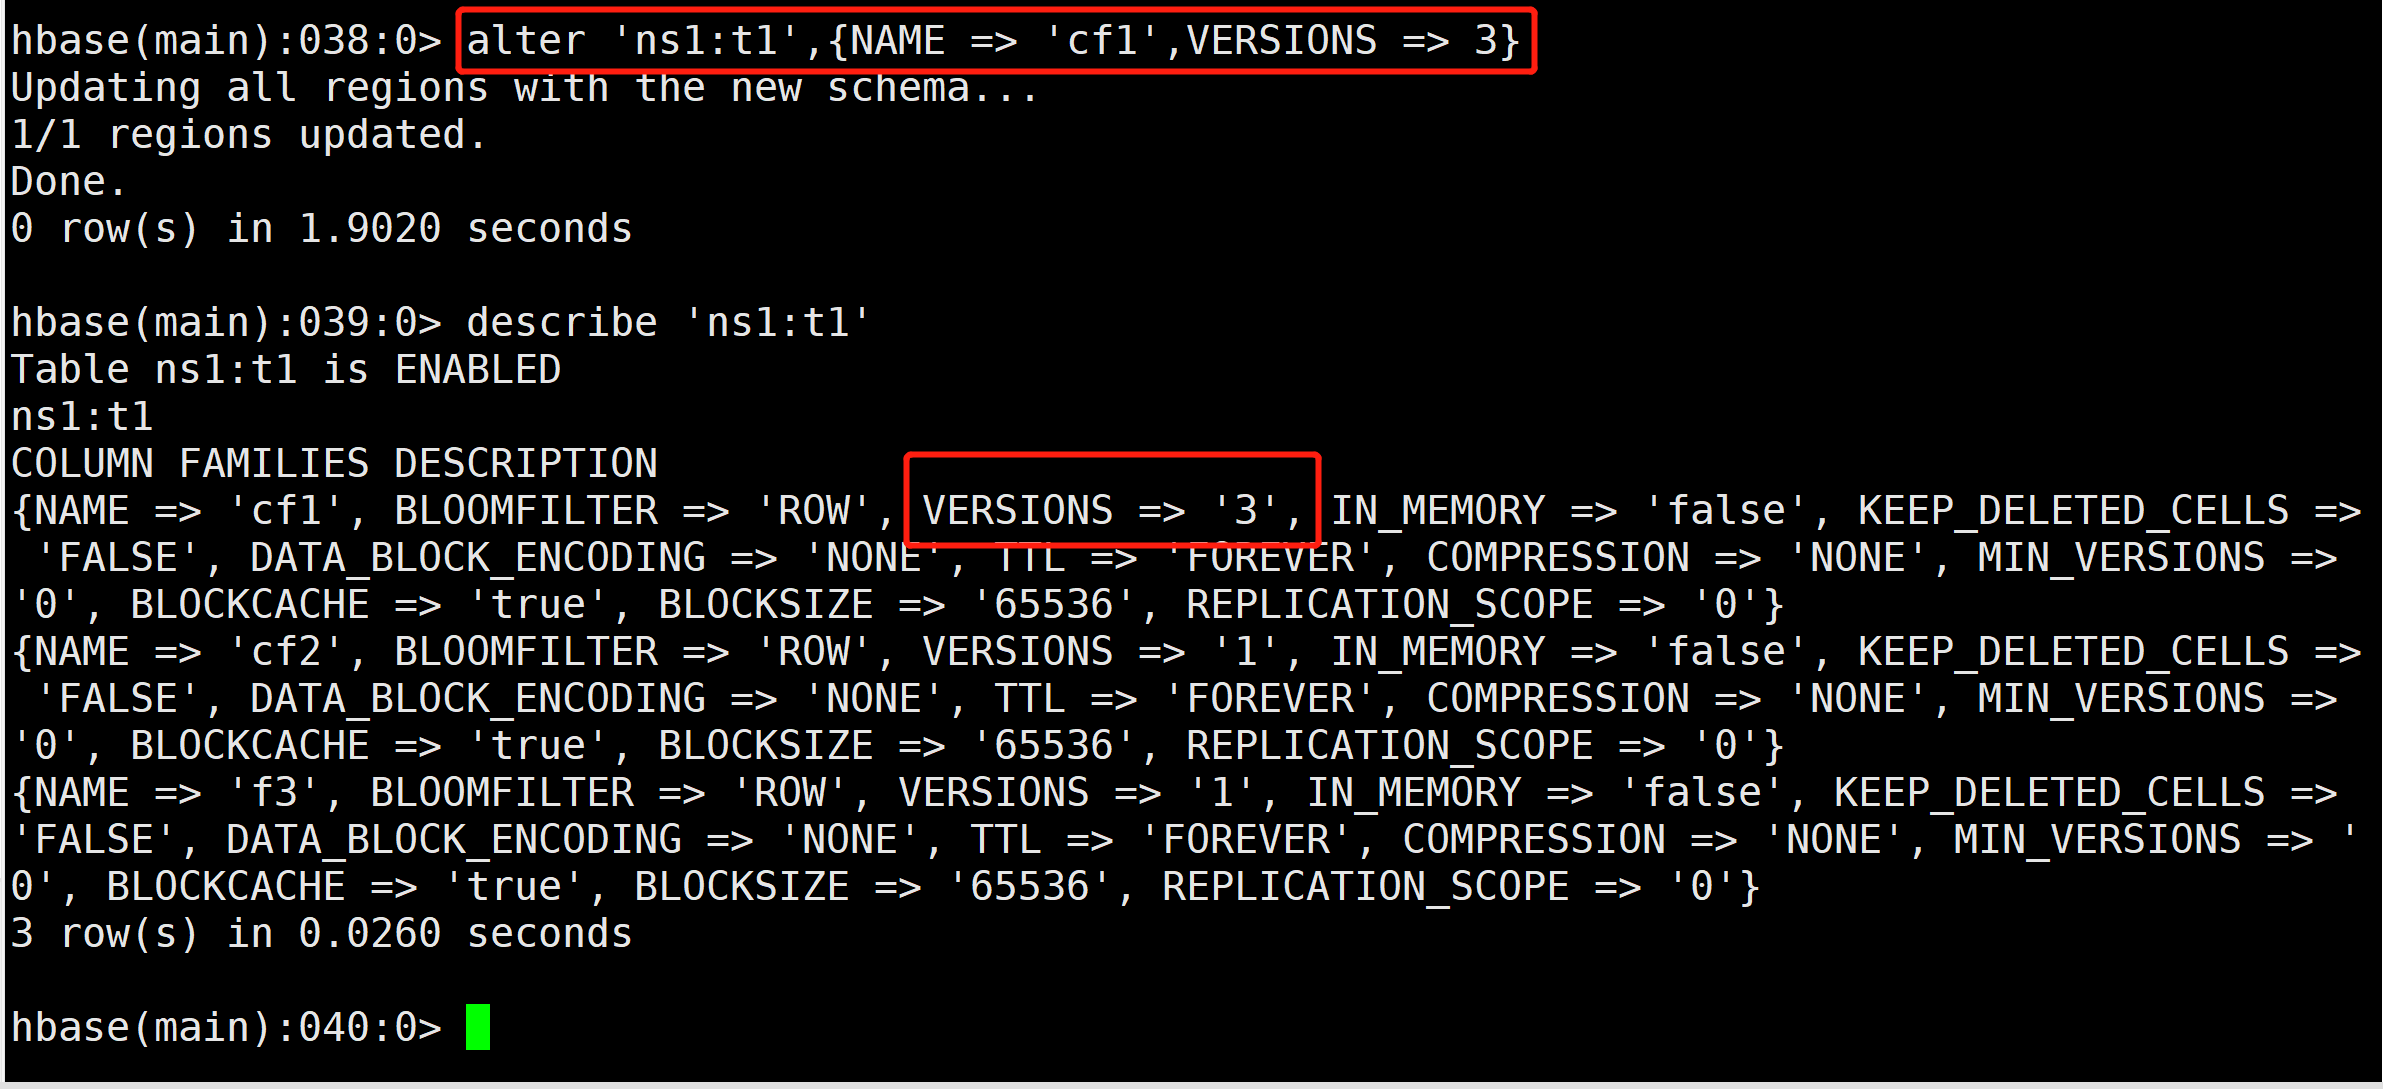 hbase(main):038:0> alter 'ns1:t1',{NAME => 'cf1',VERSIONS => 3}
Updating all regions with the new schema...
1/1 regions updated.
Done.
0 row(s) in 1.9020 seconds
hbase(main):039:0> describe 'ns1:t1'
Table ns1:t1 is ENABLED
ns1:t1
COLUMN FAMILIES DESCRIPTION
{NAME => 'cf1', BLOOMFILTER => 'ROW', VERSIONS => '3', IN_MEMORY => 'false', KEEP_DELETED_CELLS =>
 'FALSE', DATA_BLOCK_ENCODING => 'NONE', TTL => 'FOREVER', COMPRESSION => 'NONE', MIN_VERSIONS =>
'0', BLOCKCACHE => 'true', BLOCKSIZE => '65536', REPLICATION_SCOPE => '0'}
{NAME => 'cf2', BLOOMFILTER => 'ROW', VERSIONS => '1', IN_MEMORY => 'false', KEEP_DELETED_CELLS =>
 'FALSE', DATA_BLOCK_ENCODING => 'NONE', TTL => 'FOREVER', COMPRESSION => 'NONE', MIN_VERSIONS =>
'0', BLOCKCACHE => 'true', BLOCKSIZE => '65536', REPLICATION_SCOPE => '0'}
{NAME => 'f3', BLOOMFILTER => 'ROW', VERSIONS => '1', IN_MEMORY => 'false', KEEP_DELETED_CELLS =>
'FALSE', DATA_BLOCK_ENCODING => 'NONE', TTL => 'FOREVER', COMPRESSION => 'NONE', MIN_VERSIONS => '
0', BLOCKCACHE => 'true', BLOCKSIZE => '65536', REPLICATION_SCOPE => '0'}
3 row(s) in 0.0260 seconds
hbase(main):040:0>